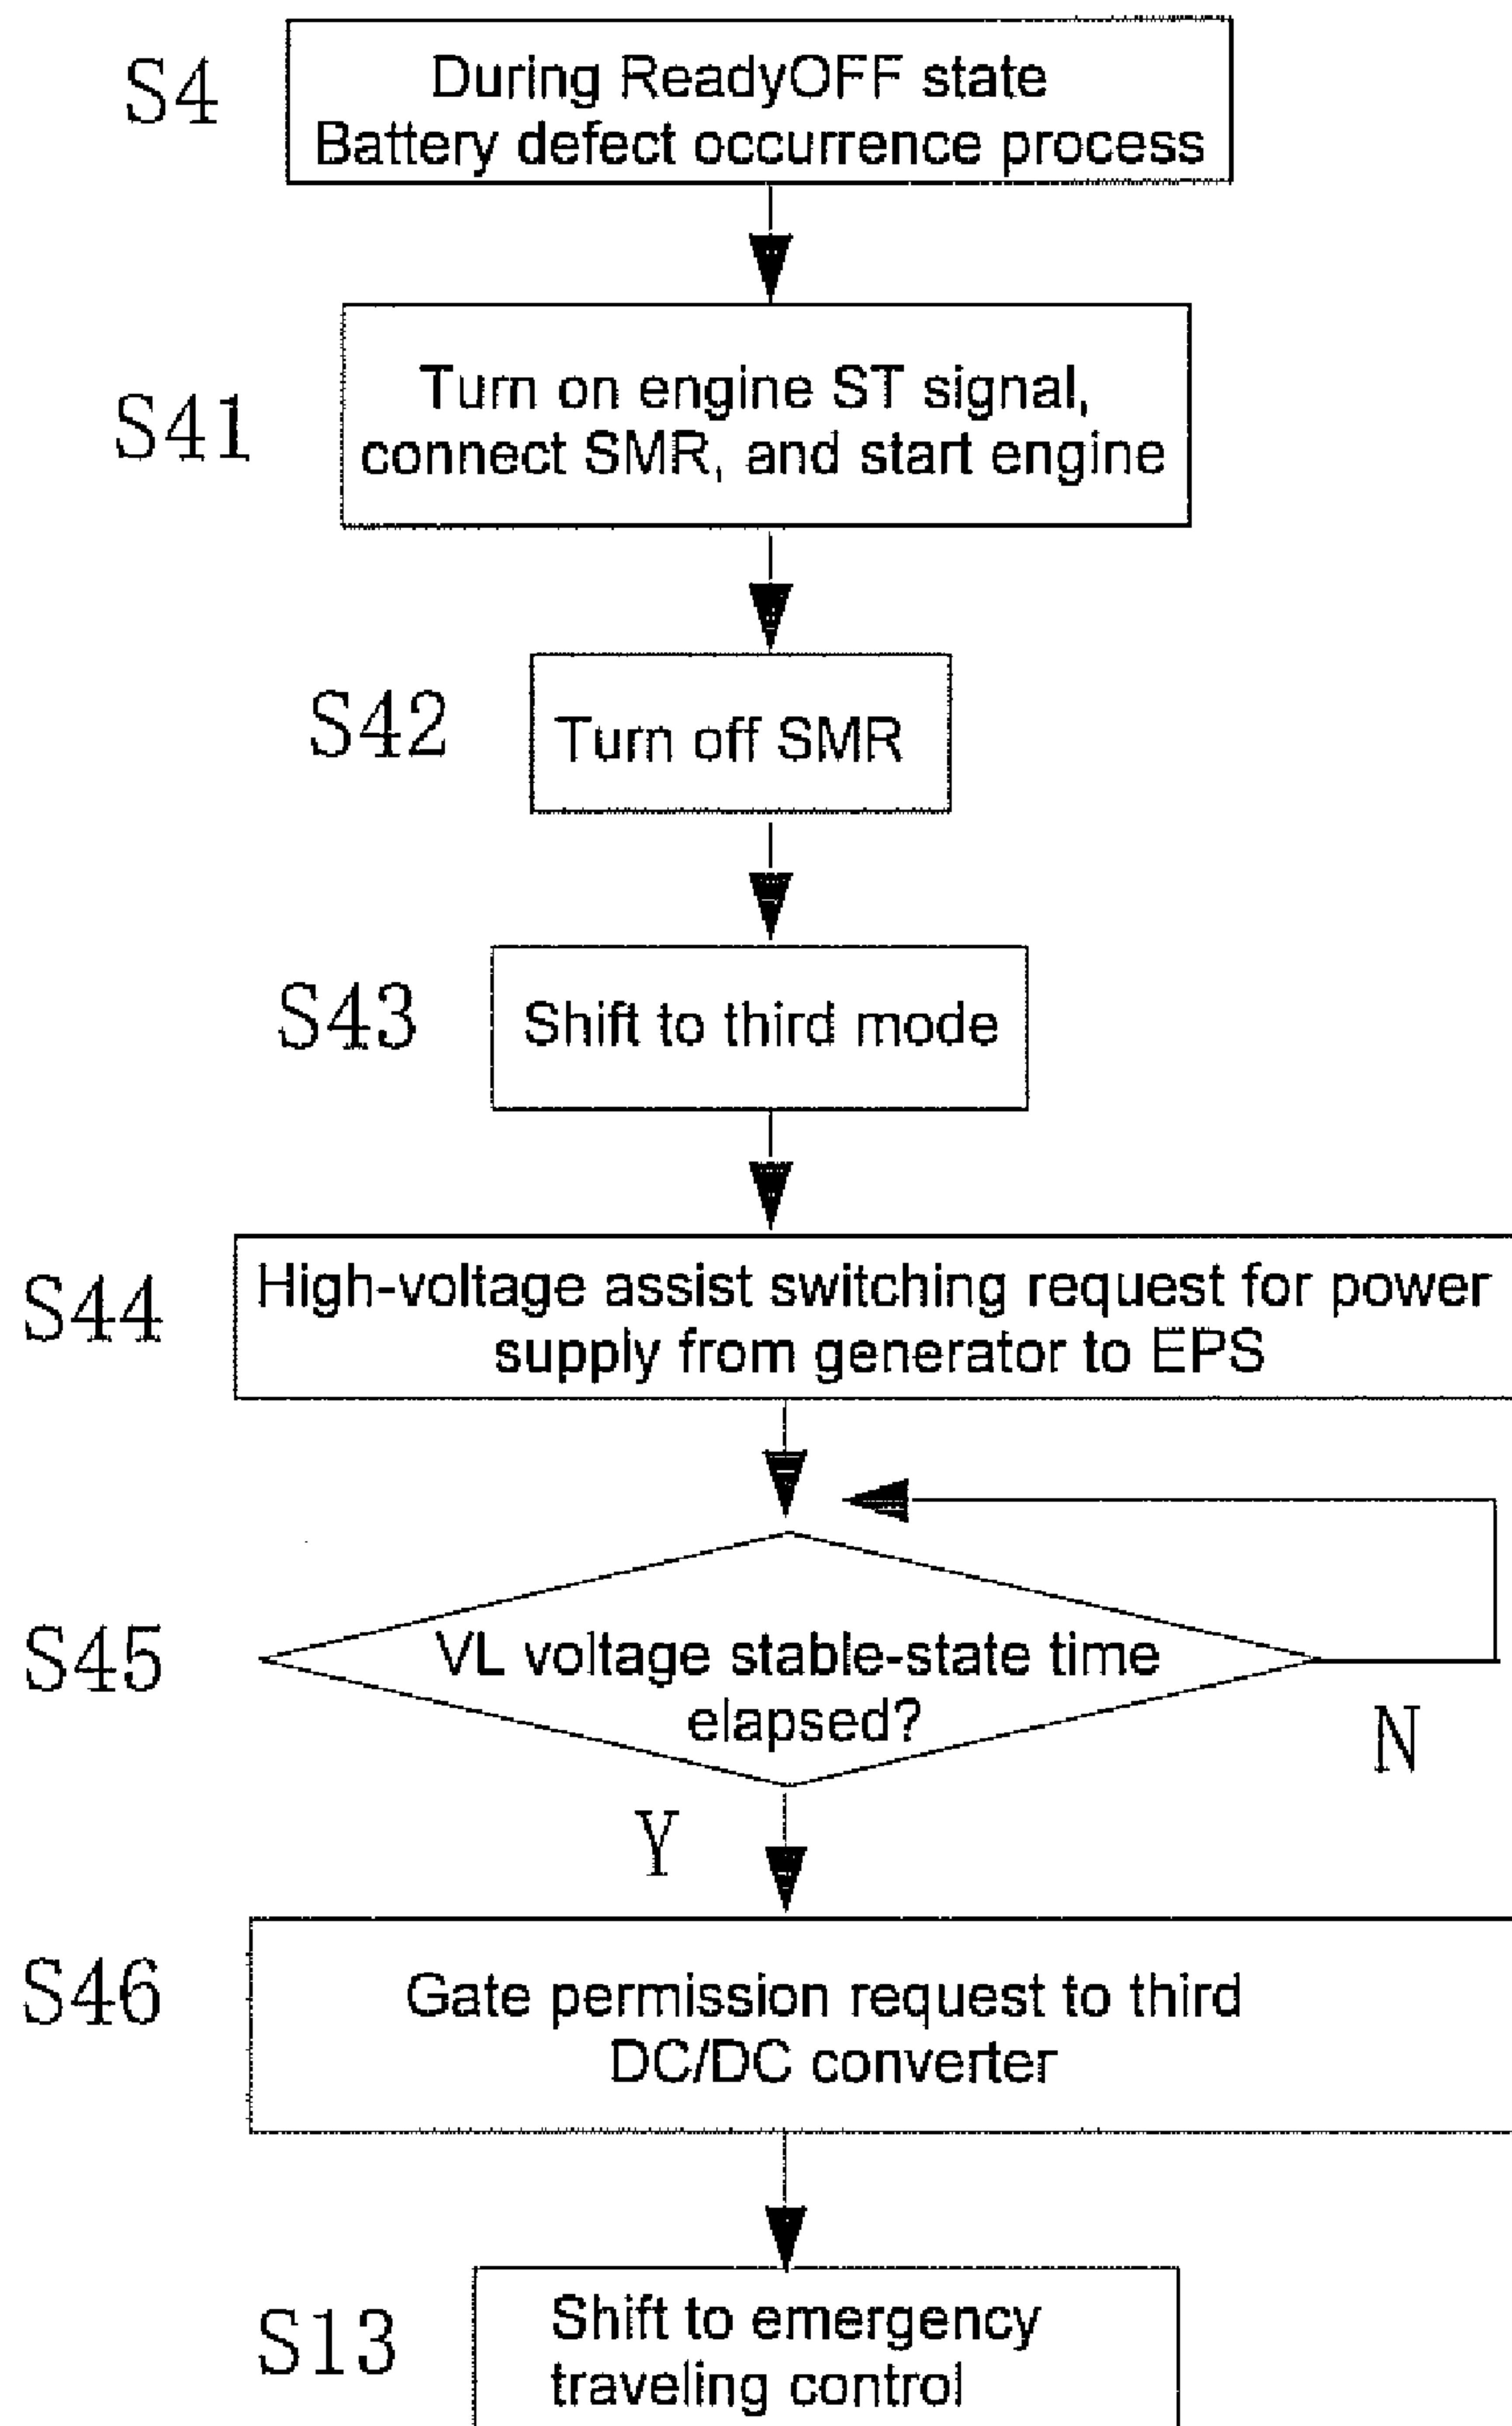 S4
During ReadyOFF state
Battery defect occurrence process
S41
Turn on engine ST signal,
connect SMR, and start engine
S42
Turn off SMR
S43
Shift to third mode
S44
High-voltage assist switching request for power
supply from generator to EPS
S45
VL voltage stable-state time
elapsed?
N
Y
S46
Gate permission request to third
DC/DC converter
S13
Shift to emergency
traveling control